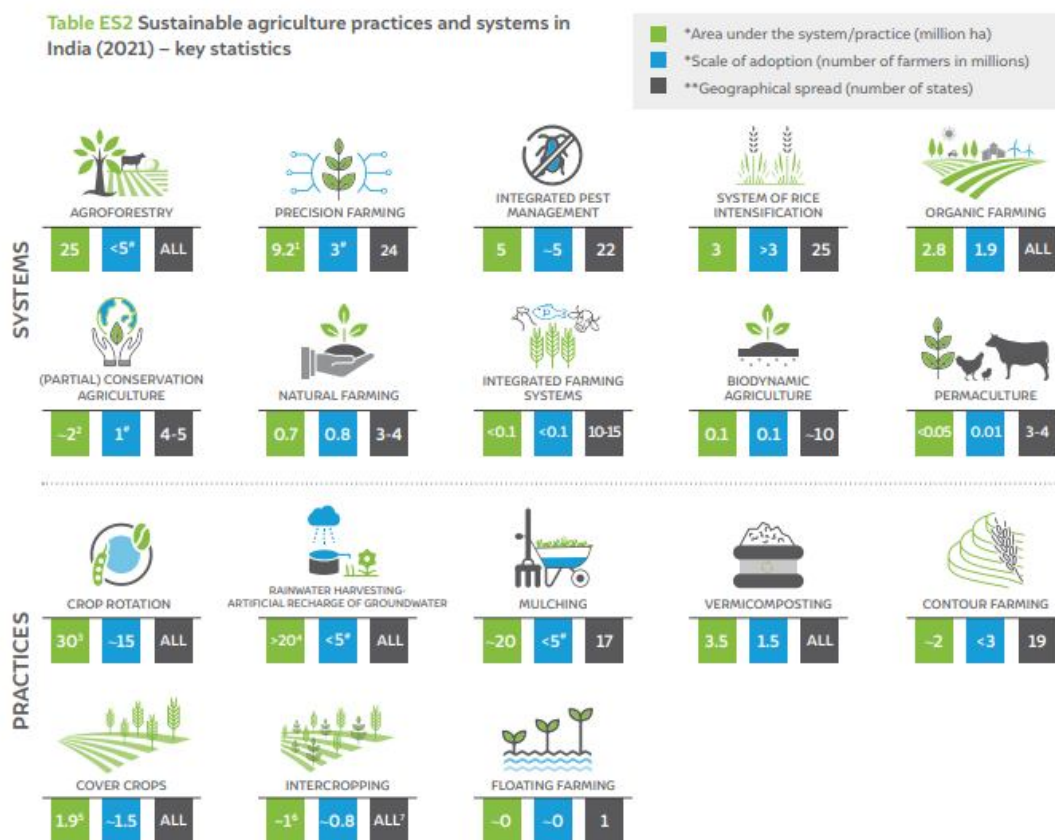 Table ES2 Sustainable agriculture practices and systems in
India (2021) – key statistics
*Area under the system/practice (million ha)
*Scale of adoption (number of farmers in millions)
**Geographical spread (number of states)
SYSTEMS
AGROFORESTRY
25 <5# ALL
PRECISION FARMING
9.2¹ 3# 24
INTEGRATED PEST
MANAGEMENT
5 ~5 22
SYSTEM OF RICE
INTENSIFICATION
3 >3 25
ORGANIC FARMING
2.8 1.9 ALL
(PARTIAL) CONSERVATION
AGRICULTURE
~2² 1# 4-5
NATURAL FARMING
0.7 0.8 3-4
INTEGRATED FARMING
SYSTEMS
<0.1 <0.1 10-15
BIODYNAMIC
AGRICULTURE
0.1 0.1 ~10
PERMACULTURE
<0.05 0.01 3-4
PRACTICES
CROP ROTATION
30³ ~15 ALL
RAINWATER HARVESTING-
ARTIFICIAL RECHARGE OF GROUNDWATER
>20⁴ <5# ALL
MULCHING
~20 <5# 17
VERMICOMPOSTING
3.5 1.5 ALL
CONTOUR FARMING
~2 <3 19
COVER CROPS
1.9⁵ ~1.5 ALL
INTERCROPPING
~1⁶ ~0.8 ALL⁷
FLOATING FARMING
~0 ~0 1